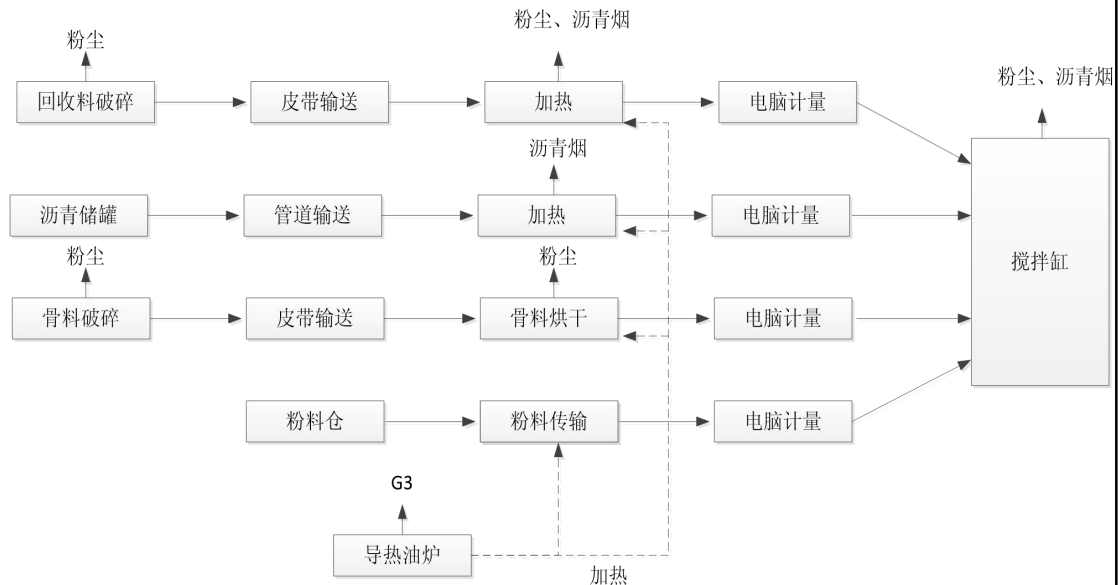 粉尘、沥青烟
粉尘
粉尘、沥青烟
回收料破碎
皮带输送
加热
电脑计量
沥青烟
沥青储罐
管道输送
加热
电脑计量
搅拌缸
粉尘
粉尘
骨料破碎
皮带输送
骨料烘干
电脑计量
粉料仓
粉料传输
电脑计量
G3
导热油炉
加热